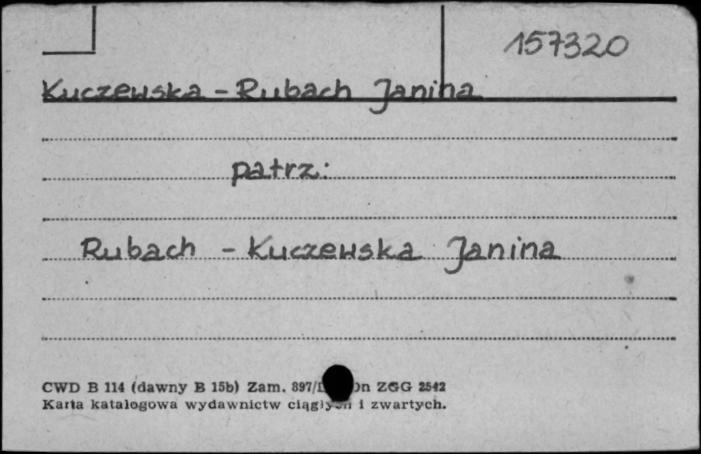 157320
Kuczewska - Rubach Janina
patrz:
Rubach - Kuczewska Janina
CWD B 114 (dawny B 15b) Zam. 897/ ZGG 2542
Karta katalogowa wydawnictw ciągłych i zwartych.